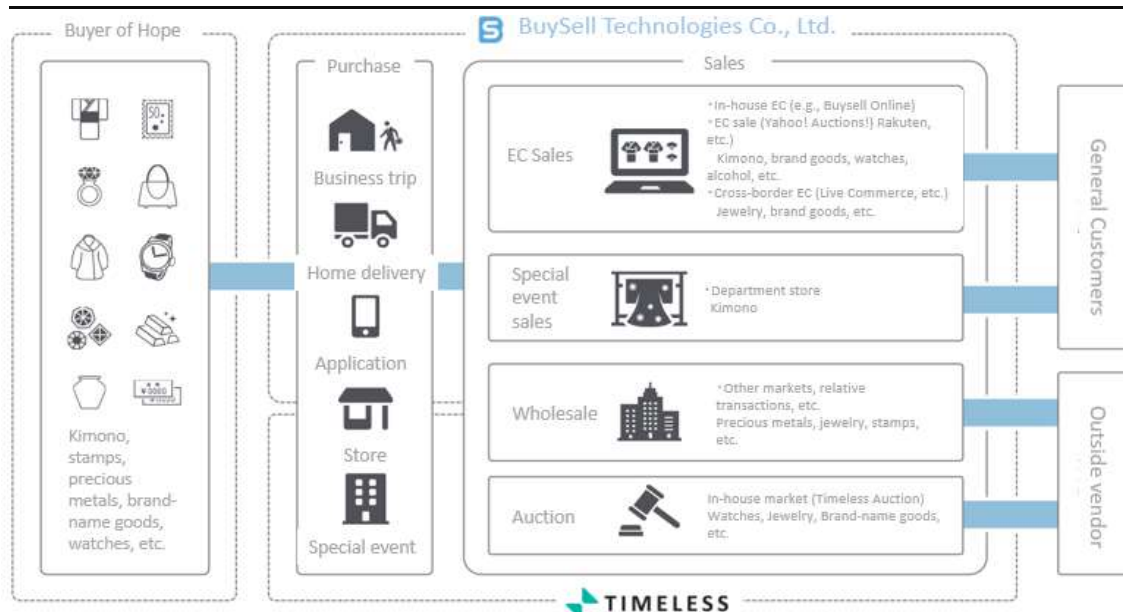 BuySell Technologies Co., Ltd.
Buyer of Hope
Kimono,
stamps,
precious
metals, brand-
name goods,
watches, etc.
Purchase
Business trip
Home delivery
Application
Store
Special event
Sales
EC Sales
・In-house EC (e.g., Buysell Online)
・EC sale (Yahoo! Auctions!) Rakuten,
etc.)
Kimono, brand goods, watches,
alcohol, etc.
・Cross-border EC (Live Commerce, etc.)
Jewelry, brand goods, etc.
Special
event
sales
・Department store
Kimono
Wholesale
・Other markets, relative
transactions, etc.
Precious metals, jewelry, stamps,
etc.
Auction
In-house market (Timeless Auction)
Watches, Jewelry, Brand-name goods,
etc.
General Customers
Outside vendor
TIMELESS